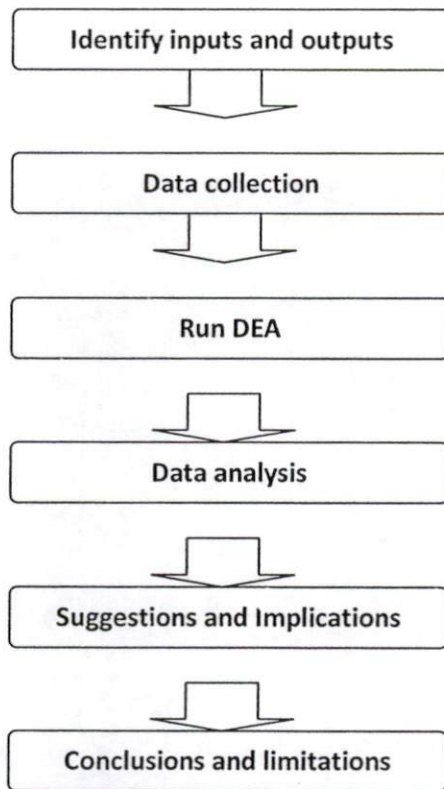 Identify inputs and outputs
Data collection
Run DEA
Data analysis
Suggestions and Implications
Conclusions and limitations